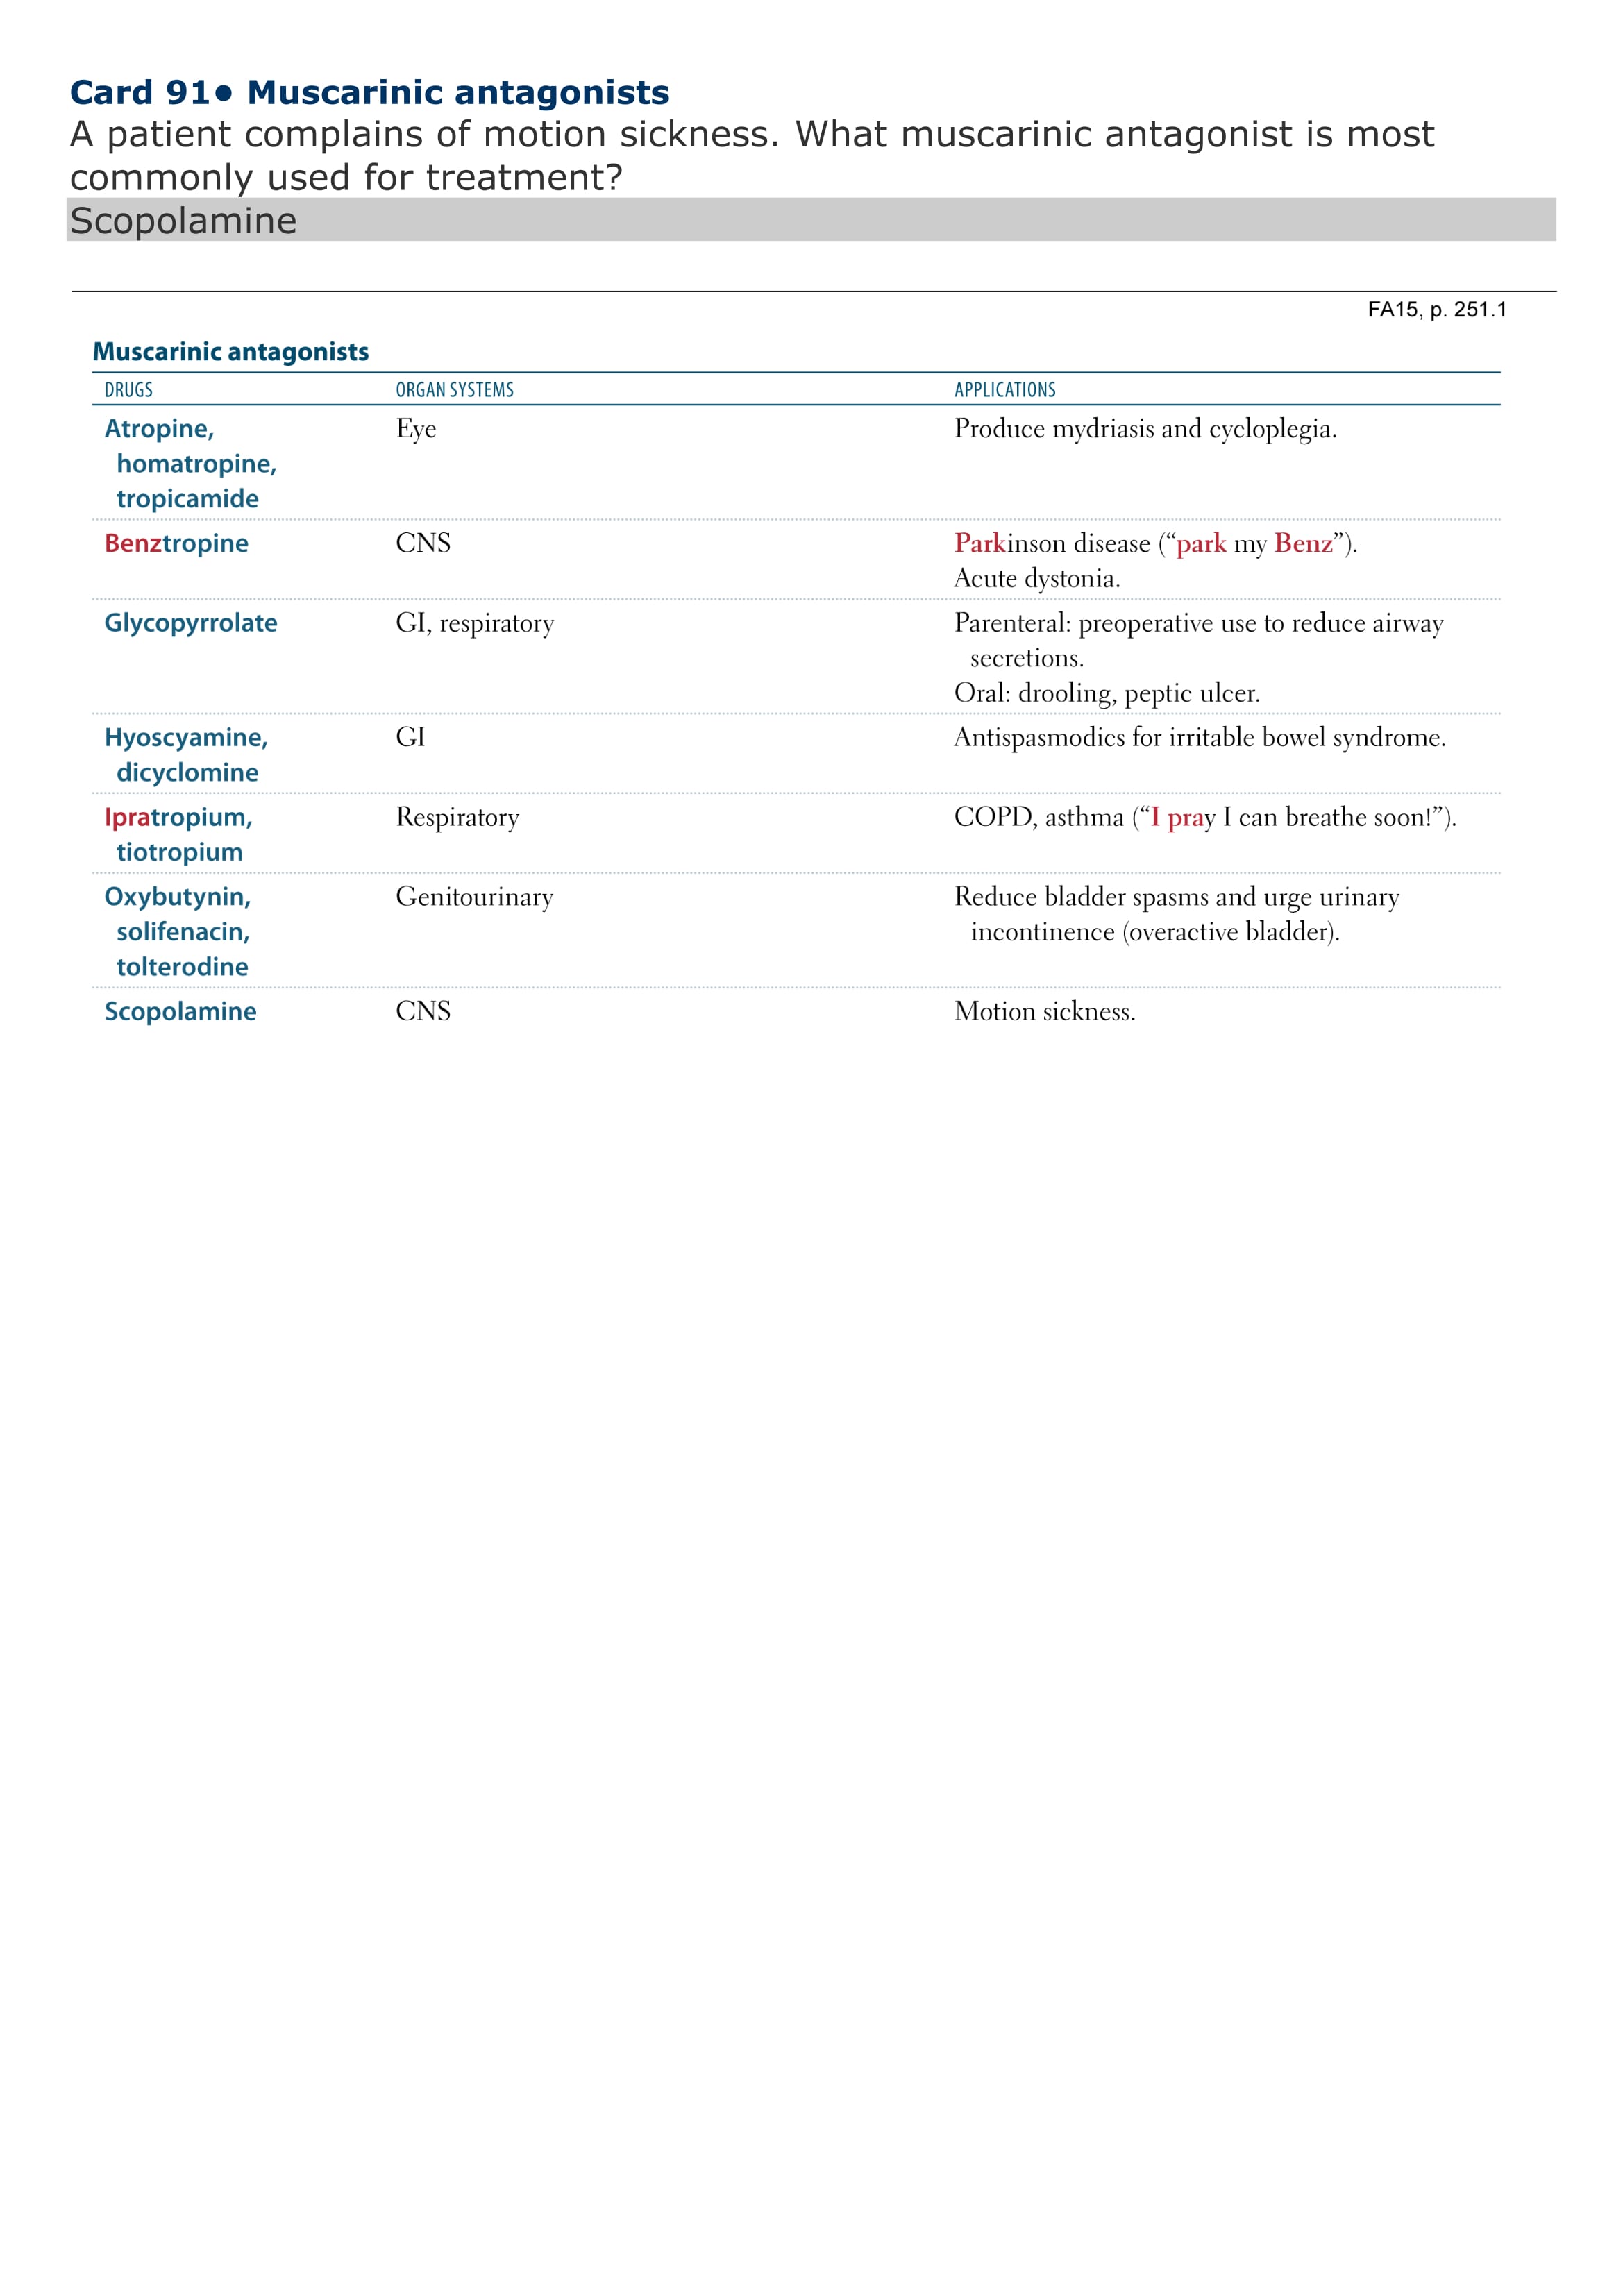 Card 91• Muscarinic antagonists
A patient complains of motion sickness. What muscarinic antagonist is most
commonly used for treatment?
Scopolamine
FA15, p. 251.1
Muscarinic antagonists
DRUGS ORGAN SYSTEMS APPLICATIONS
Atropine, Eye Produce mydriasis and cycloplegia.
homatropine,
tropicamide
Benztropine CNS Parkinson disease (“park my Benz”).
Acute dystonia.
Glycopyrrolate GI, respiratory Parenteral: preoperative use to reduce airway
secretions.
Oral: drooling, peptic ulcer.
Hyoscyamine, GI Antispasmodics for irritable bowel syndrome.
dicyclomine
Ipratropium, Respiratory COPD, asthma (“I pray I can breathe soon!”).
tiotropium
Oxybutynin, Genitourinary Reduce bladder spasms and urge urinary
solifenacin, incontinence (overactive bladder).
tolterodine
Scopolamine CNS Motion sickness.